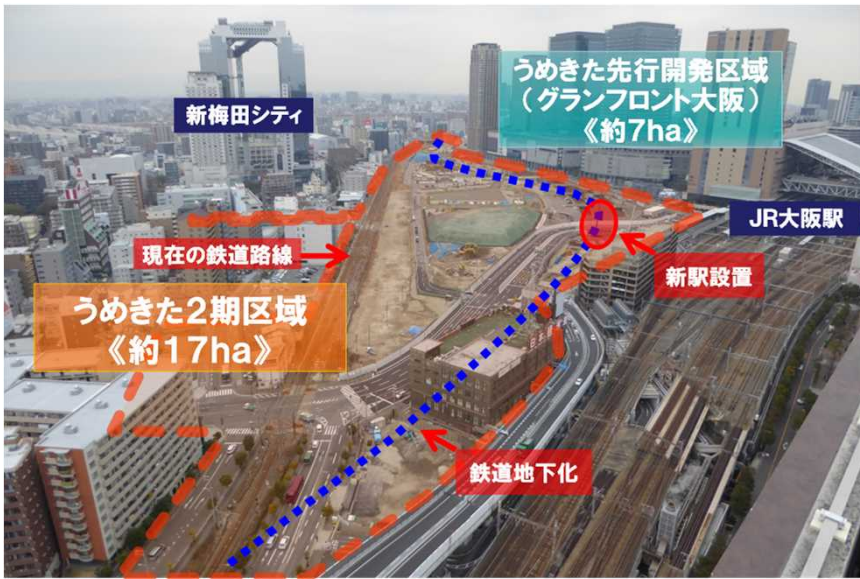 うめきた先行開発区域
（グランフロント大阪）
《約7ha》
新梅田シティ
JR大阪駅
現在の鉄道路線
新駅設置
うめきた2期区域
《約17ha》
鉄道地下化